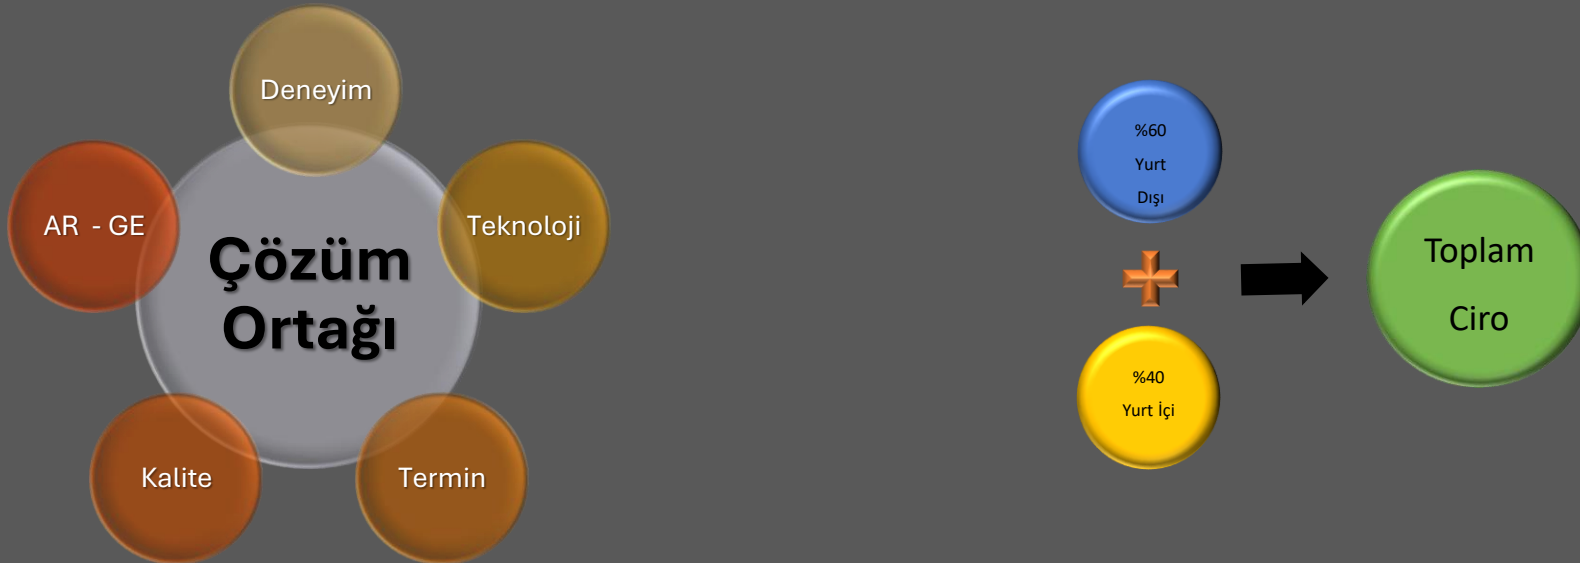 Deneyim
AR - GE
Teknoloji
Çözüm
Ortağı
Kalite
Termin
%60
Yurt
Dışı
%40
Yurt İçi
Toplam
Ciro